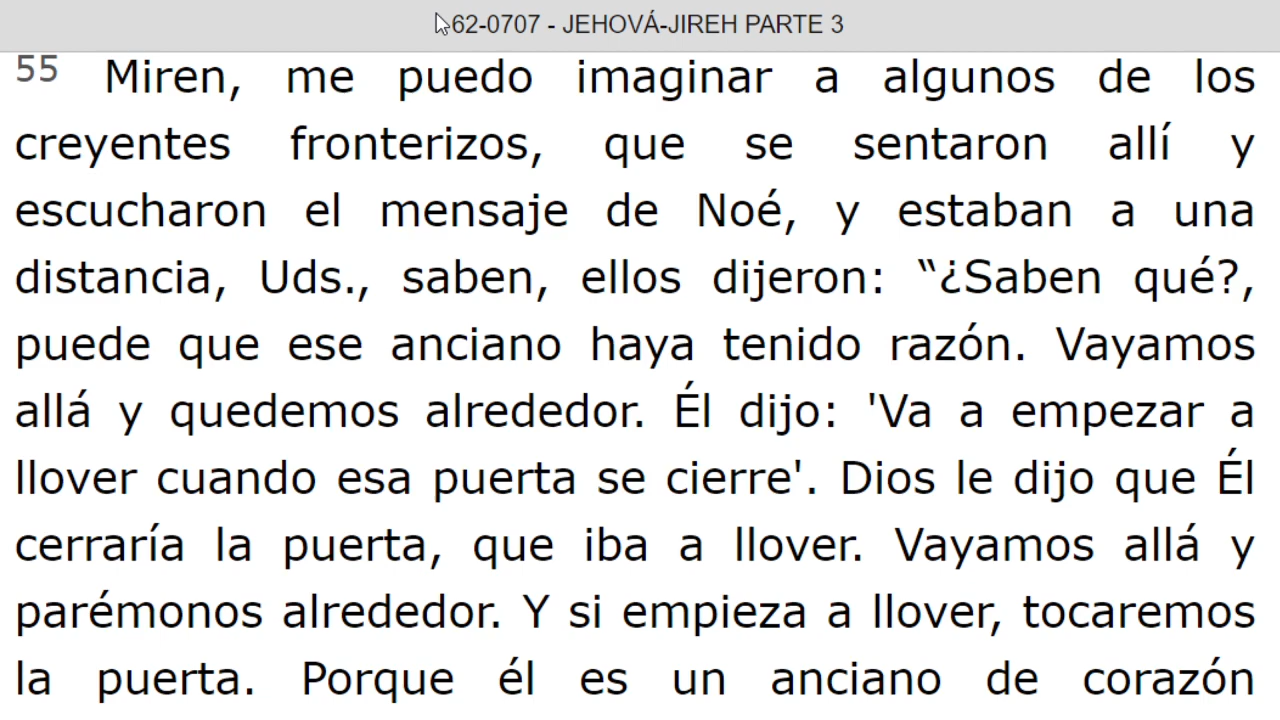 62-0707 - JEHOVÁ-JIREH PARTE 3
55 Miren, me puedo imaginar a algunos de los
creyentes fronterizos, que se sentaron allí y
escucharon el mensaje de Noé, y estaban a una
distancia, Uds., saben, ellos dijeron: “¿Saben qué?,
puede que ese anciano haya tenido razón. Vayamos
allá y quedemos alrededor. Él dijo: 'Va a empezar a
llover cuando esa puerta se cierre'. Dios le dijo que Él
cerraría la puerta, que iba a llover. Vayamos allá y
parémonos alrededor. Y si empieza a llover, tocaremos
la puerta. Porque él es un anciano de corazón